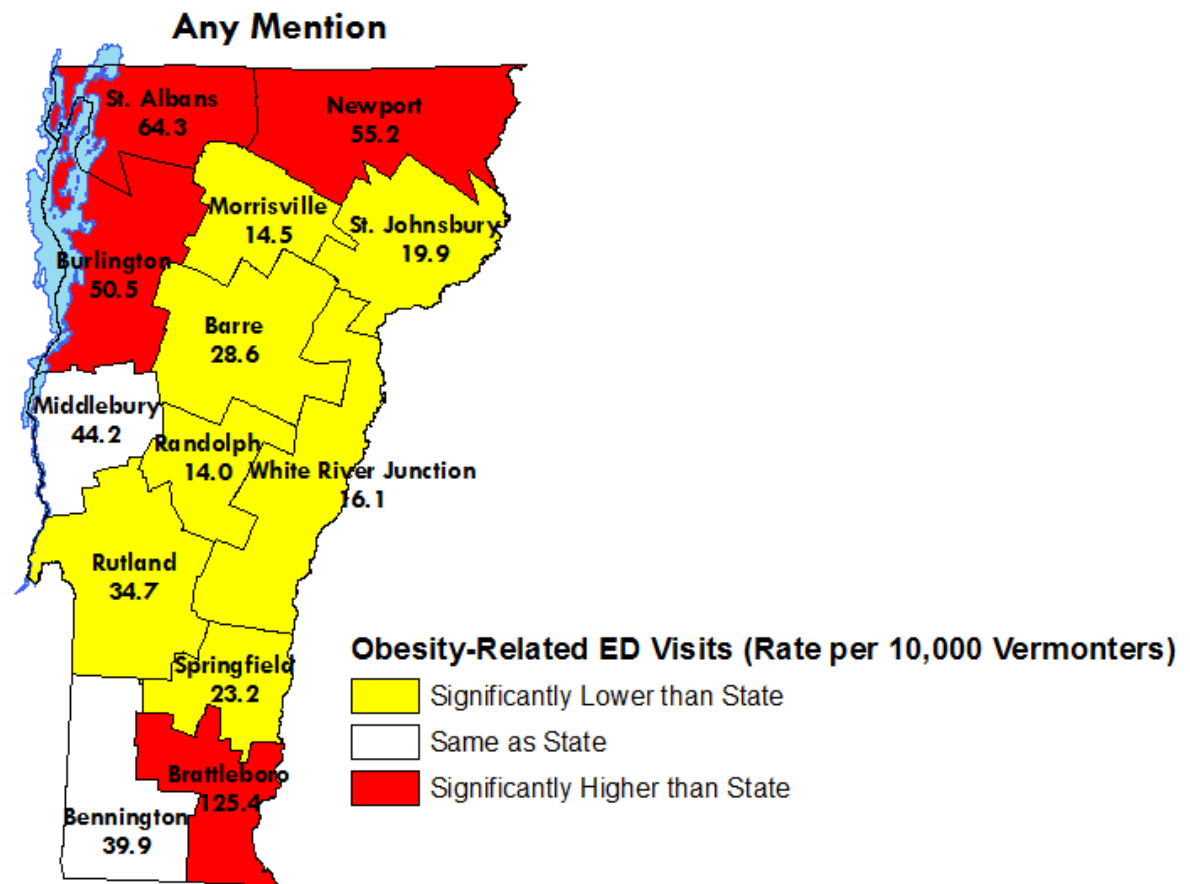 Any Mention
St. Albans
64.3
Newport
55.2
Morrisville
14.5
St. Johnsbury
19.9
Burlington
50.5
Barre
28.6
Middlebury
44.2
Randolph
14.0
White River Junction
16.1
Rutland
34.7
Springfield
23.2
Brattleboro
125.4
Bennington
39.9
Obesity-Related ED Visits (Rate per 10,000 Vermonters)
Significantly Lower than State
Same as State
Significantly Higher than State